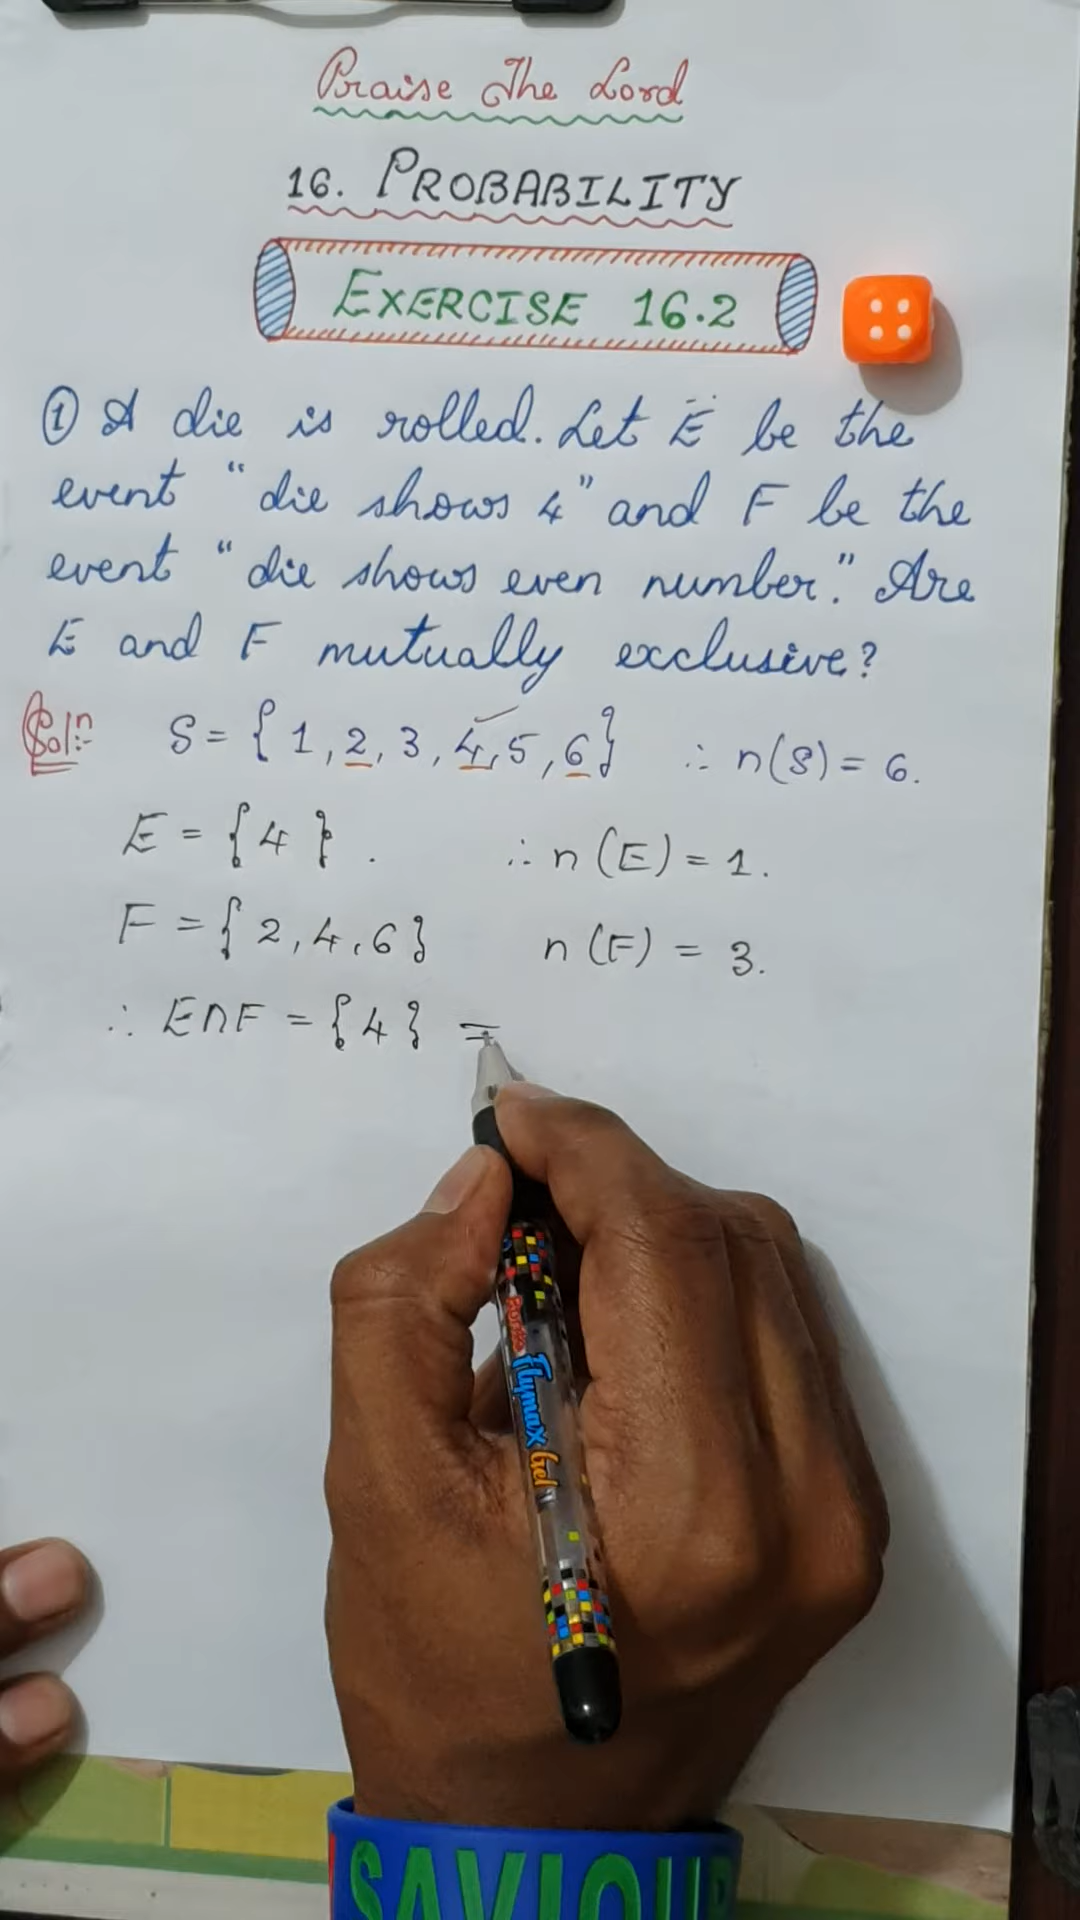 Praise The Lord
16. PROBABILITY
EXERCISE 16.2
① A die is rolled. Let E be the
event "die shows 4" and F be the
event "die shows even number." Are
E and F mutually exclusive?
Solⁿ:- S = { 1, 2, 3, 4, 5, 6 } ∴ n(S) = 6.
E = { 4 } . ∴ n(E) = 1.
F = { 2, 4, 6 } n(F) = 3.
∴ E∩F = { 4 } =
Flymax Gel
SAVIOUR